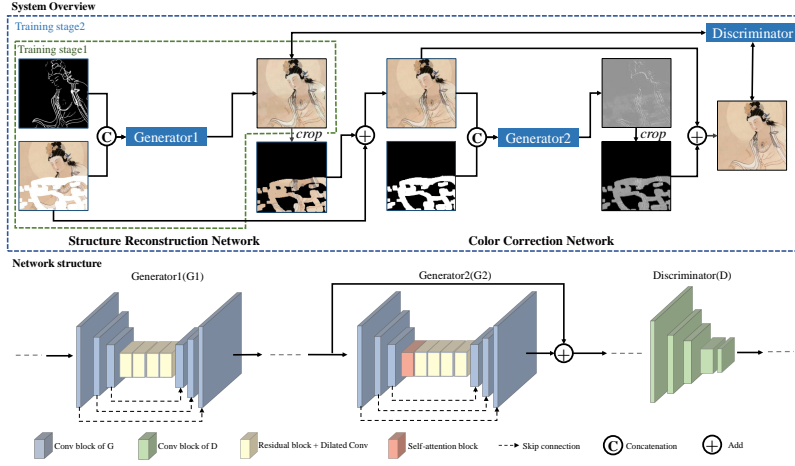 System Overview
Training stage2
Training stage1
Discriminator
C
Generator1
crop
+
C
Generator2
crop
+
Structure Reconstruction Network
Color Correction Network
Network structure
Generator1(G1)
Generator2(G2)
Discriminator(D)
+
Conv block of G
Conv block of D
Residual block + Dilated Conv
Self-attention block
Skip connection
C
Concatenation
+
Add